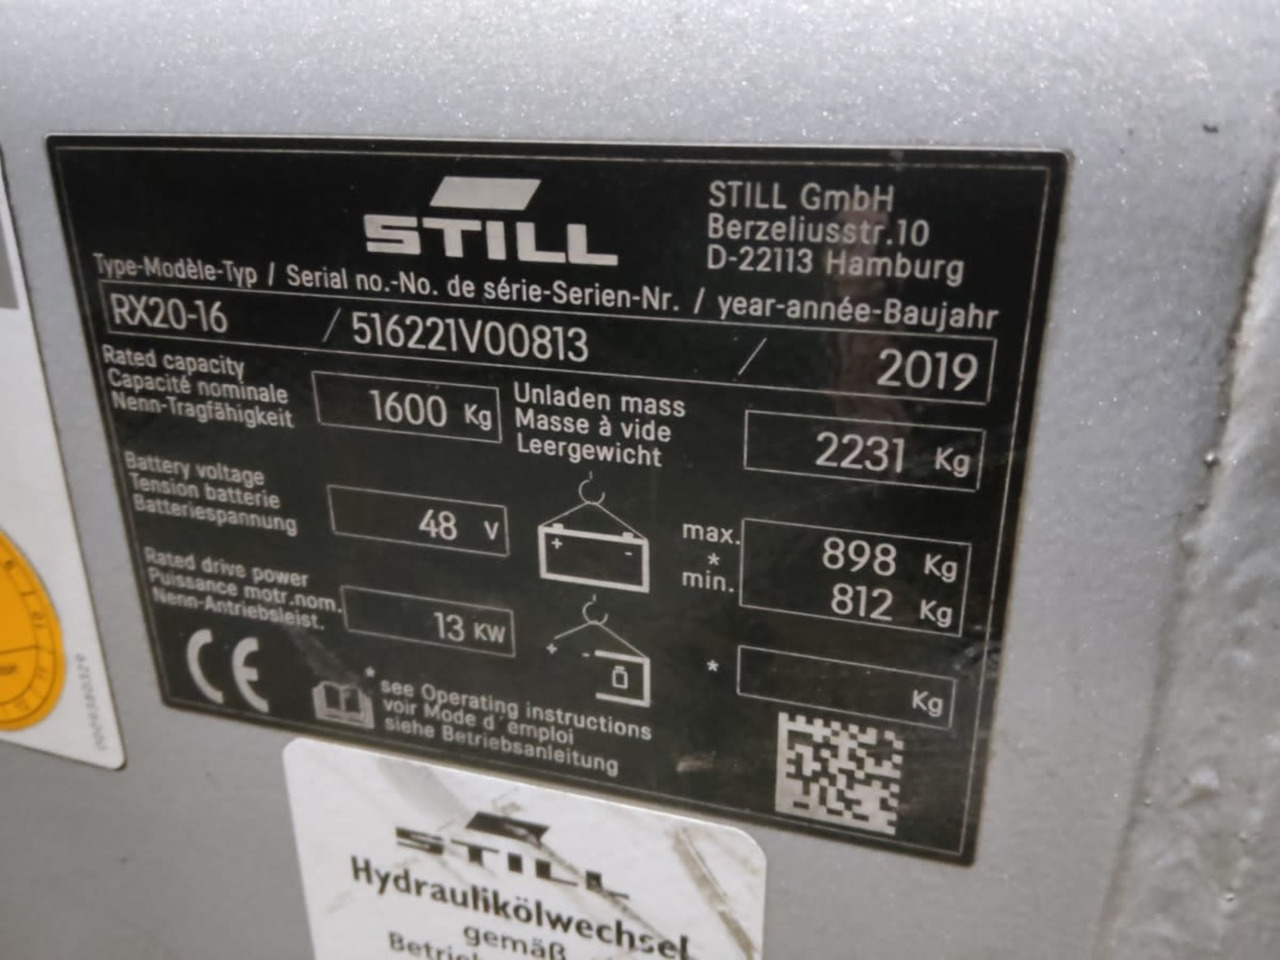 STILL
STILL GmbH
Berzeliusstr.10
D-22113 Hamburg
Type-Modèle-Typ / Serial no.-No. de série-Serien-Nr. / year-année-Baujahr
RX20-16 / 516221V00813 / 2019
Rated capacity
Capacité nominale
Nenn-Tragfähigkeit
1600 Kg
Unladen mass
Masse à vide
Leergewicht
2231 Kg
Battery voltage
Tension batterie
Batteriespannung
48 V
max. 898 Kg
*
min. 812 Kg
Rated drive power
Puissance motr.nom.
Nenn-Antriebsleist.
13 KW
* Kg
CE
* see Operating instructions
voir Mode d'emploi
siehe Betriebsanleitung
STILL
Hydraulikölwechsel
gemäß